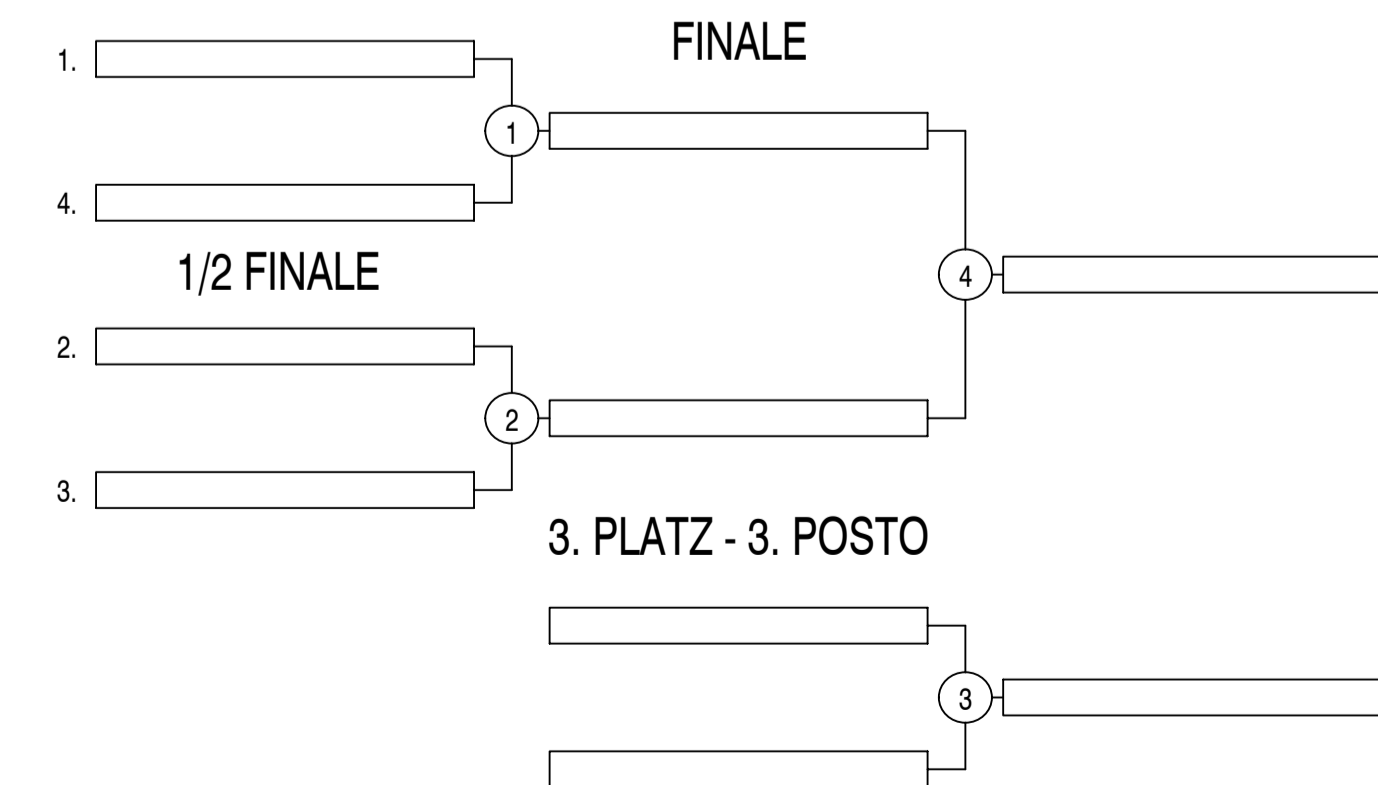 FINALE
1.
1
4.
1/2 FINALE
4
2.
2
3.
3. PLATZ - 3. POSTO
3